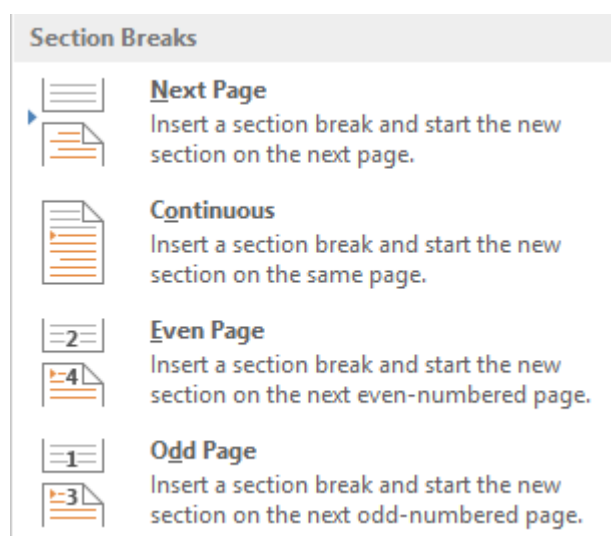 Section Breaks
Next Page
Insert a section break and start the new
section on the next page.
Continuous
Insert a section break and start the new
section on the same page.
2
Even Page
4
Insert a section break and start the new
section on the next even-numbered page.
1
Odd Page
3
Insert a section break and start the new
section on the next odd-numbered page.